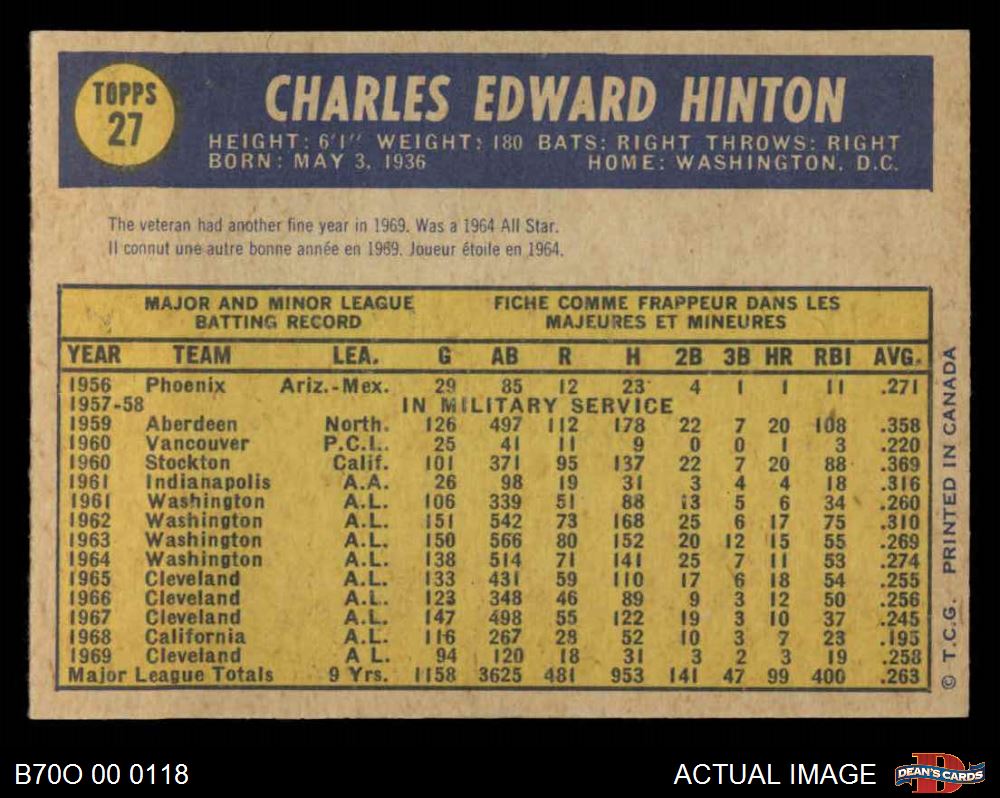 TOPPS
27
CHARLES EDWARD HINTON
HEIGHT: 6'1" WEIGHT: 180 BATS: RIGHT THROWS: RIGHT
BORN: MAY 3, 1936 HOME: WASHINGTON, D.C.
The veteran had another fine year in 1969. Was a 1964 All Star.
Il connut une autre bonne année en 1969. Joueur étoile en 1964.
MAJOR AND MINOR LEAGUE FICHE COMME FRAPPEUR DANS LES
BATTING RECORD MAJEURES ET MINEURES
YEAR TEAM LEA. G AB R H 2B 3B HR RBI AVG.
1956 Phoenix Ariz.-Mex. 29 85 12 23 4 1 1 11 .271
1957-58 IN MILITARY SERVICE
1959 Aberdeen North. 126 497 112 178 22 7 20 108 .358
1960 Vancouver P.C.L. 25 41 11 9 0 0 1 3 .220
1960 Stockton Calif. 101 371 95 137 22 7 20 88 .369
1961 Indianapolis A.A. 26 98 19 31 3 4 4 18 .316
1961 Washington A.L. 106 339 51 88 13 5 6 34 .260
1962 Washington A.L. 151 542 73 168 25 6 17 75 .310
1963 Washington A.L. 150 566 80 152 20 12 15 55 .269
1964 Washington A.L. 138 514 71 141 25 7 11 53 .274
1965 Cleveland A.L. 133 431 59 110 17 6 18 54 .255
1966 Cleveland A.L. 123 348 46 89 9 3 12 50 .256
1967 Cleveland A.L. 147 498 55 122 19 3 10 37 .245
1968 California A.L. 116 267 28 52 10 3 7 23 .195
1969 Cleveland A L. 94 120 18 31 3 2 3 19 .258
Major League Totals 9 Yrs. 1158 3625 481 953 141 47 99 400 .263
© T.C.G. PRINTED IN CANADA
B70O 00 0118
ACTUAL IMAGE
DEAN'S CARDS